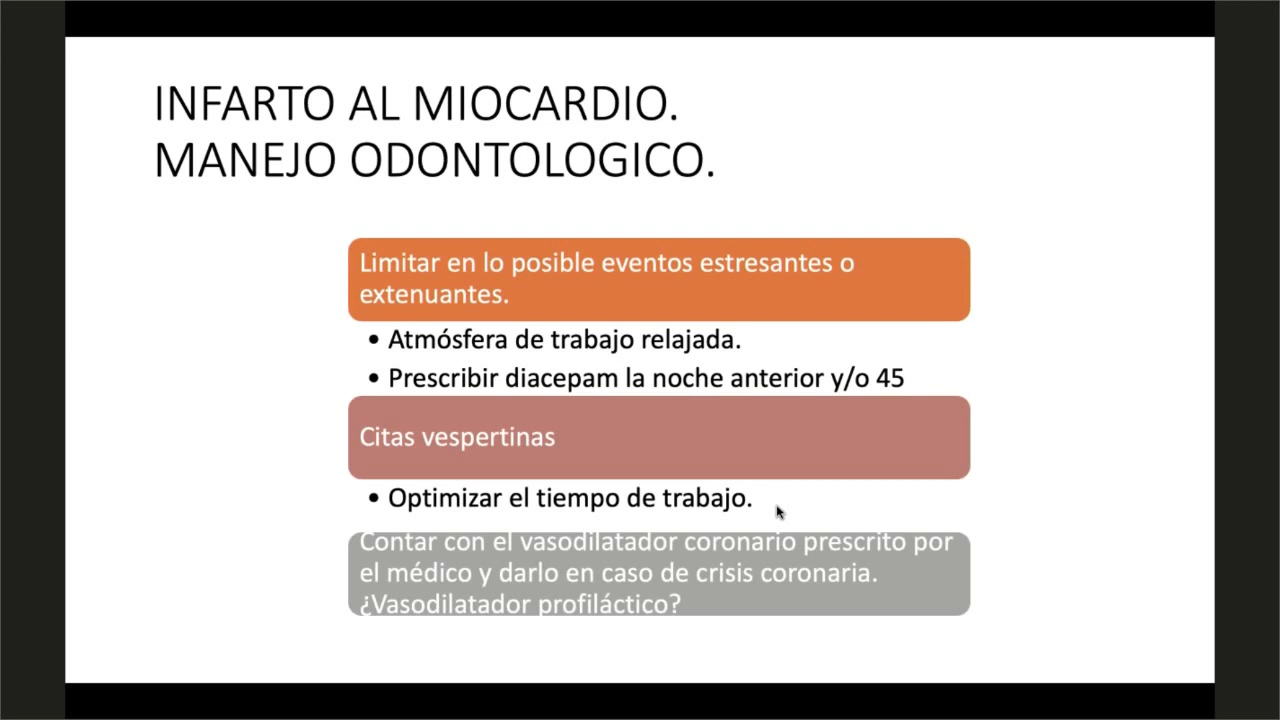 INFARTO AL MIOCARDIO.
MANEJO ODONTOLOGICO.
Limitar en lo posible eventos estresantes o
extenuantes.
• Atmósfera de trabajo relajada.
• Prescribir diacepam la noche anterior y/o 45
Citas vespertinas
• Optimizar el tiempo de trabajo.
Contar con el vasodilatador coronario prescrito por
el médico y darlo en caso de crisis coronaria.
¿Vasodilatador profiláctico?